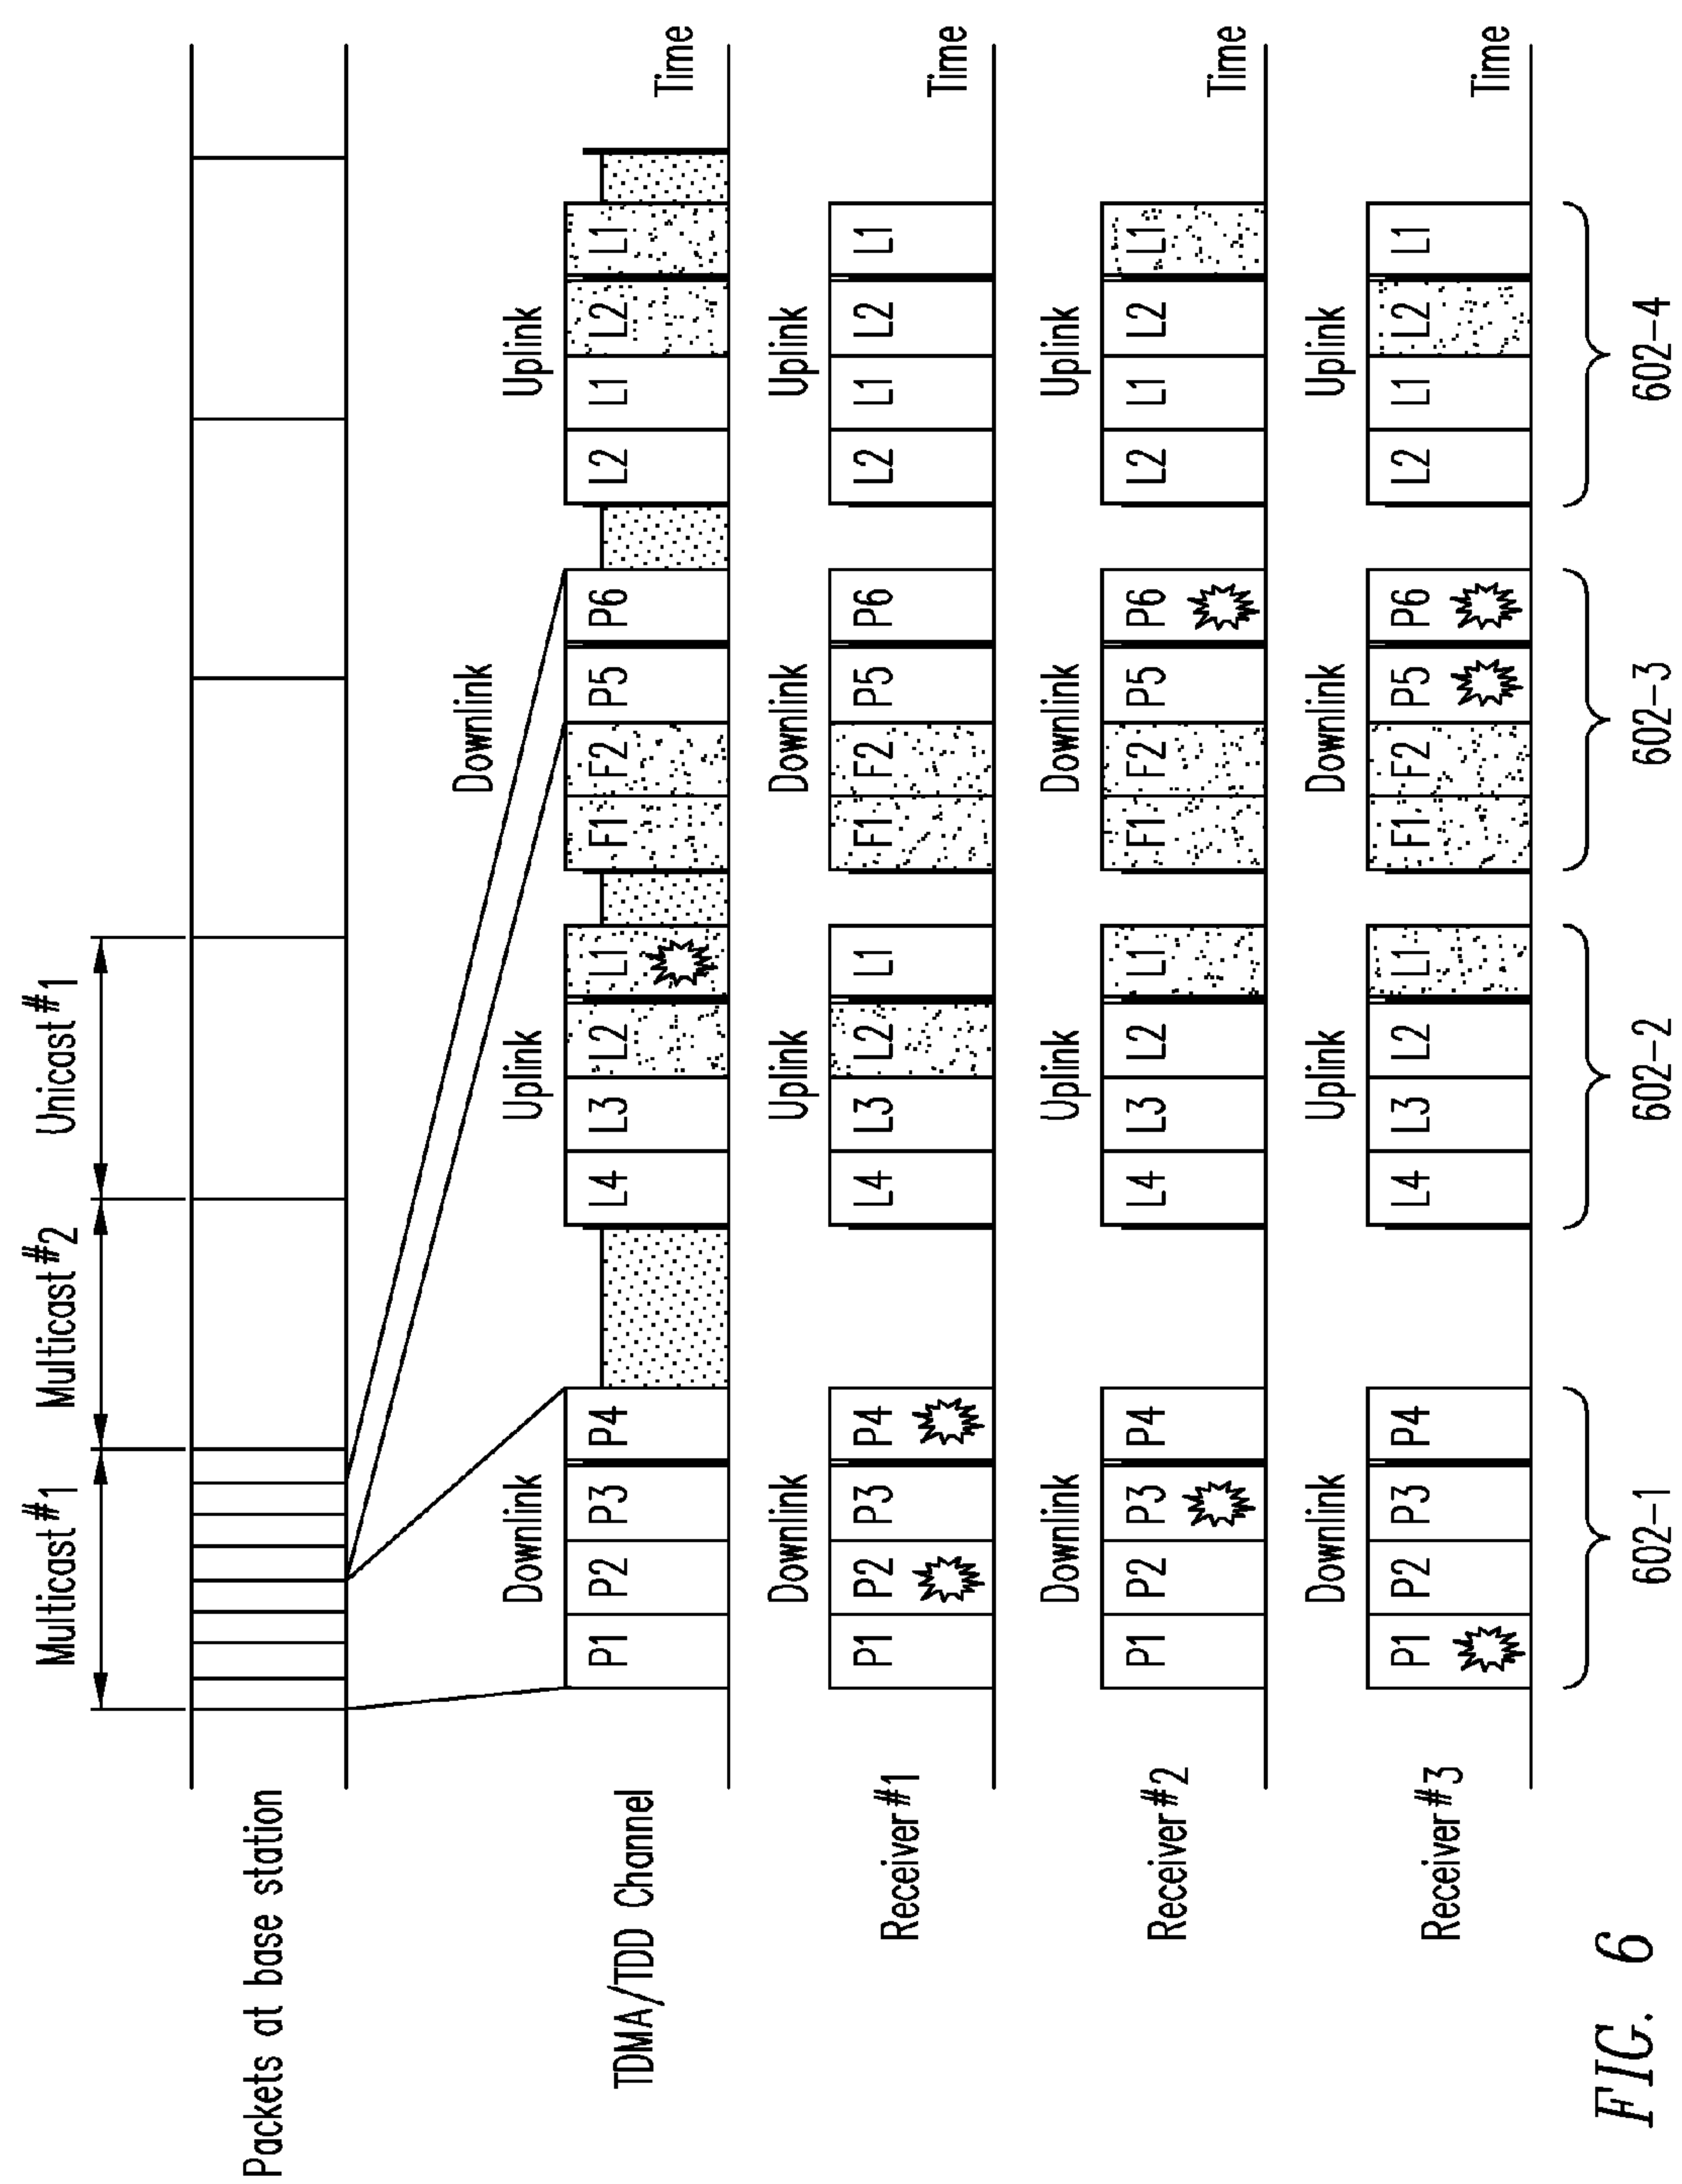 Multicast#1 Multicast#2 Unicast#1
Packets at base station
Downlink Uplink Downlink Uplink
TDMA/TDD Channel P1 P2 P3 P4 L4 L3 L2 L1 F1 F2 P5 P6 L2 L1 L2 L1 Time
Downlink Uplink Downlink Uplink
Receiver#1 P1 P2 P3 P4 L4 L3 L2 L1 F1 F2 P5 P6 L2 L1 L2 L1 Time
Downlink Uplink Downlink Uplink
Receiver#2 P1 P2 P3 P4 L4 L3 L2 L1 F1 F2 P5 P6 L2 L1 L2 L1 Time
Downlink Uplink Downlink Uplink
Receiver#3 P1 P2 P3 P4 L4 L3 L2 L1 F1 F2 P5 P6 L2 L1 L2 L1 Time
602-1 602-2 602-3 602-4
FIG. 6